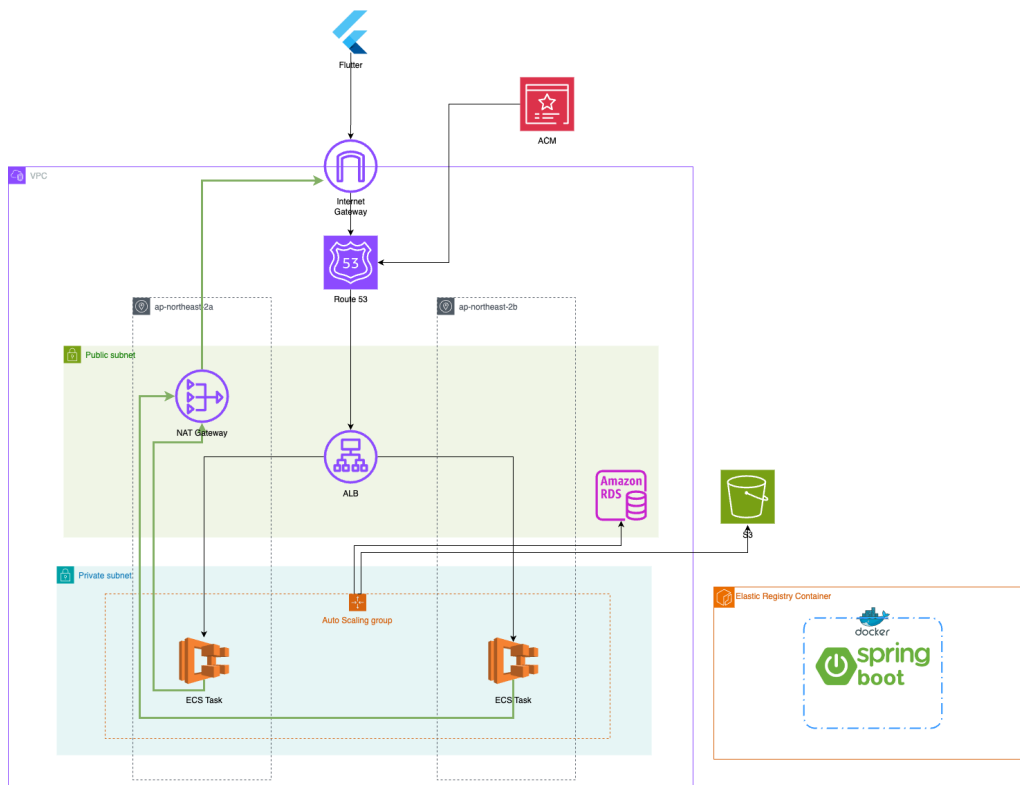 Flutter
ACM
VPC
Internet
Gateway
53
Route 53
ap-northeast-2a
ap-northeast-2b
Public subnet
NAT Gateway
ALB
Amazon
RDS
S3
Private subnet
Auto Scaling group
ECS Task
ECS Task
Elastic Registry Container
docker
spring
boot